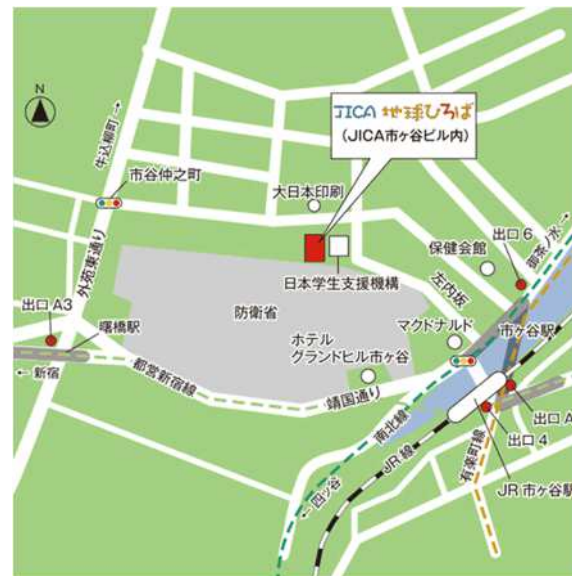 N
JICA 地球ひろば
(JICA市ヶ谷ビル内)
牛込柳町→
市谷仲之町
大日本印刷
出口 6
御茶ノ水→
保健会館
外苑東通り
日本学生支援機構
左内坂
出口 A3
防衛省
市ヶ谷駅
曙橋駅
ホテル
グランドヒル市ヶ谷
マクドナルド
←新宿
都営新宿線
靖国通り
南北線
出口 A
出口 4
JR線
有楽町線
←四ッ谷
JR 市ヶ谷駅